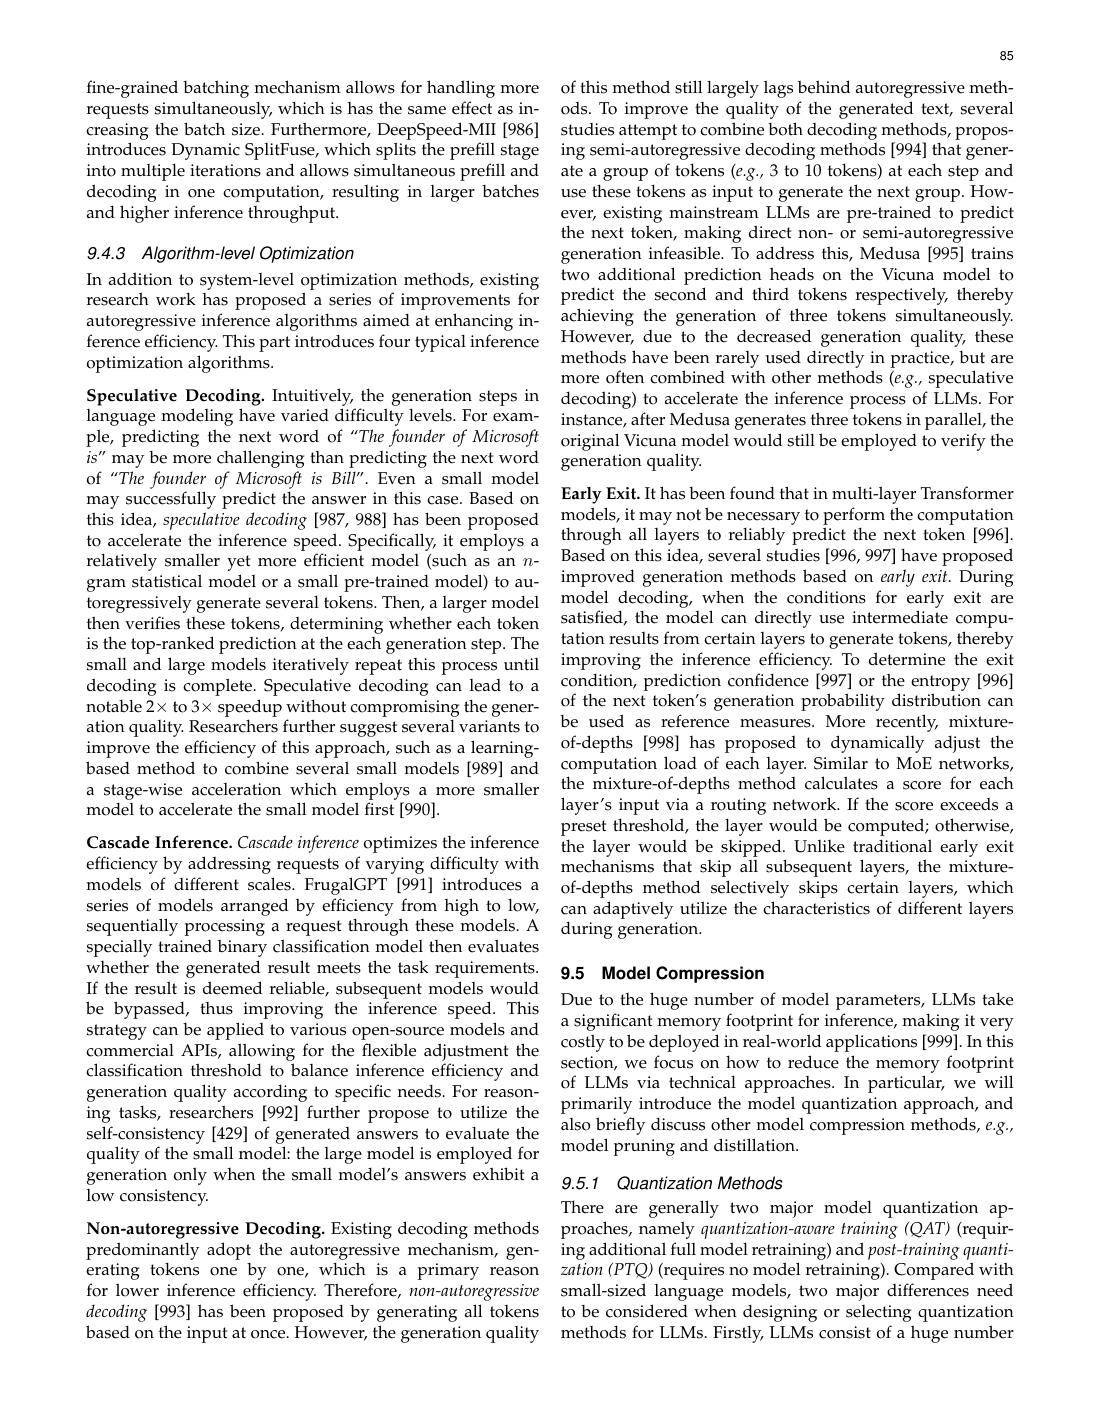 85
fine-grained batching mechanism allows for handling more
requests simultaneously, which is has the same effect as in-
creasing the batch size. Furthermore, DeepSpeed-MII [986]
introduces Dynamic SplitFuse, which splits the prefill stage
into multiple iterations and allows simultaneous prefill and
decoding in one computation, resulting in larger batches
and higher inference throughput.
9.4.3 Algorithm-level Optimization
In addition to system-level optimization methods, existing
research work has proposed a series of improvements for
autoregressive inference algorithms aimed at enhancing in-
ference efficiency. This part introduces four typical inference
optimization algorithms.
Speculative Decoding. Intuitively, the generation steps in
language modeling have varied difficulty levels. For exam-
ple, predicting the next word of “The founder of Microsoft
is” may be more challenging than predicting the next word
of “The founder of Microsoft is Bill”. Even a small model
may successfully predict the answer in this case. Based on
this idea, speculative decoding [987, 988] has been proposed
to accelerate the inference speed. Specifically, it employs a
relatively smaller yet more efficient model (such as an n-
gram statistical model or a small pre-trained model) to au-
toregressively generate several tokens. Then, a larger model
then verifies these tokens, determining whether each token
is the top-ranked prediction at the each generation step. The
small and large models iteratively repeat this process until
decoding is complete. Speculative decoding can lead to a
notable 2× to 3× speedup without compromising the gener-
ation quality. Researchers further suggest several variants to
improve the efficiency of this approach, such as a learning-
based method to combine several small models [989] and
a stage-wise acceleration which employs a more smaller
model to accelerate the small model first [990].
Cascade Inference. Cascade inference optimizes the inference
efficiency by addressing requests of varying difficulty with
models of different scales. FrugalGPT [991] introduces a
series of models arranged by efficiency from high to low,
sequentially processing a request through these models. A
specially trained binary classification model then evaluates
whether the generated result meets the task requirements.
If the result is deemed reliable, subsequent models would
be bypassed, thus improving the inference speed. This
strategy can be applied to various open-source models and
commercial APIs, allowing for the flexible adjustment the
classification threshold to balance inference efficiency and
generation quality according to specific needs. For reason-
ing tasks, researchers [992] further propose to utilize the
self-consistency [429] of generated answers to evaluate the
quality of the small model: the large model is employed for
generation only when the small model’s answers exhibit a
low consistency.
Non-autoregressive Decoding. Existing decoding methods
predominantly adopt the autoregressive mechanism, gen-
erating tokens one by one, which is a primary reason
for lower inference efficiency. Therefore, non-autoregressive
decoding [993] has been proposed by generating all tokens
based on the input at once. However, the generation quality
of this method still largely lags behind autoregressive meth-
ods. To improve the quality of the generated text, several
studies attempt to combine both decoding methods, propos-
ing semi-autoregressive decoding methods [994] that gener-
ate a group of tokens (e.g., 3 to 10 tokens) at each step and
use these tokens as input to generate the next group. How-
ever, existing mainstream LLMs are pre-trained to predict
the next token, making direct non- or semi-autoregressive
generation infeasible. To address this, Medusa [995] trains
two additional prediction heads on the Vicuna model to
predict the second and third tokens respectively, thereby
achieving the generation of three tokens simultaneously.
However, due to the decreased generation quality, these
methods have been rarely used directly in practice, but are
more often combined with other methods (e.g., speculative
decoding) to accelerate the inference process of LLMs. For
instance, after Medusa generates three tokens in parallel, the
original Vicuna model would still be employed to verify the
generation quality.
Early Exit. It has been found that in multi-layer Transformer
models, it may not be necessary to perform the computation
through all layers to reliably predict the next token [996].
Based on this idea, several studies [996, 997] have proposed
improved generation methods based on early exit. During
model decoding, when the conditions for early exit are
satisfied, the model can directly use intermediate compu-
tation results from certain layers to generate tokens, thereby
improving the inference efficiency. To determine the exit
condition, prediction confidence [997] or the entropy [996]
of the next token’s generation probability distribution can
be used as reference measures. More recently, mixture-
of-depths [998] has proposed to dynamically adjust the
computation load of each layer. Similar to MoE networks,
the mixture-of-depths method calculates a score for each
layer’s input via a routing network. If the score exceeds a
preset threshold, the layer would be computed; otherwise,
the layer would be skipped. Unlike traditional early exit
mechanisms that skip all subsequent layers, the mixture-
of-depths method selectively skips certain layers, which
can adaptively utilize the characteristics of different layers
during generation.
9.5 Model Compression
Due to the huge number of model parameters, LLMs take
a significant memory footprint for inference, making it very
costly to be deployed in real-world applications [999]. In this
section, we focus on how to reduce the memory footprint
of LLMs via technical approaches. In particular, we will
primarily introduce the model quantization approach, and
also briefly discuss other model compression methods, e.g.,
model pruning and distillation.
9.5.1 Quantization Methods
There are generally two major model quantization ap-
proaches, namely quantization-aware training (QAT) (requir-
ing additional full model retraining) and post-training quanti-
zation (PTQ) (requires no model retraining). Compared with
small-sized language models, two major differences need
to be considered when designing or selecting quantization
methods for LLMs. Firstly, LLMs consist of a huge number